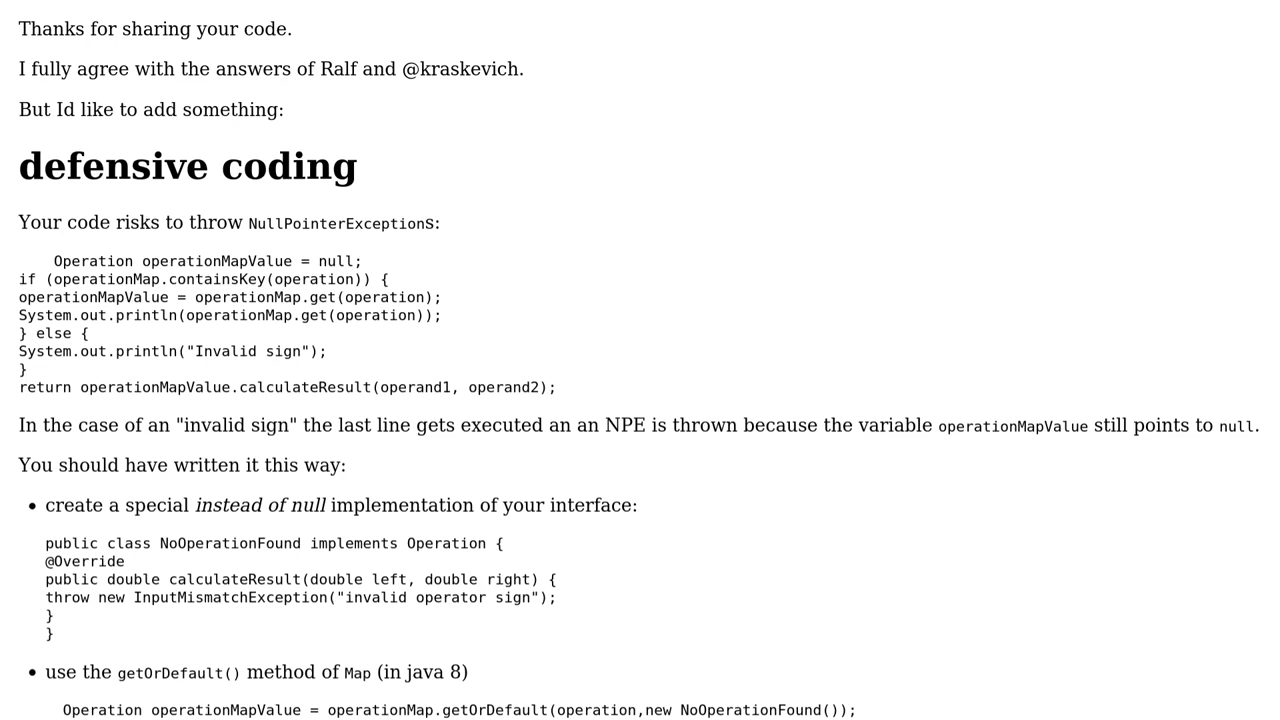 Thanks for sharing your code.
I fully agree with the answers of Ralf and @kraskevich.
But Id like to add something:
defensive coding
Your code risks to throw NullPointerExceptions:
Operation operationMapValue = null;
if (operationMap.containsKey(operation)) {
operationMapValue = operationMap.get(operation);
System.out.println(operationMap.get(operation));
} else {
System.out.println("Invalid sign");
}
return operationMapValue.calculateResult(operand1, operand2);
In the case of an "invalid sign" the last line gets executed an an NPE is thrown because the variable operationMapValue still points to null.
You should have written it this way:
• create a special instead of null implementation of your interface:
public class NoOperationFound implements Operation {
@Override
public double calculateResult(double left, double right) {
throw new InputMismatchException("invalid operator sign");
}
}
• use the getOrDefault() method of Map (in java 8)
Operation operationMapValue = operationMap.getOrDefault(operation,new NoOperationFound());